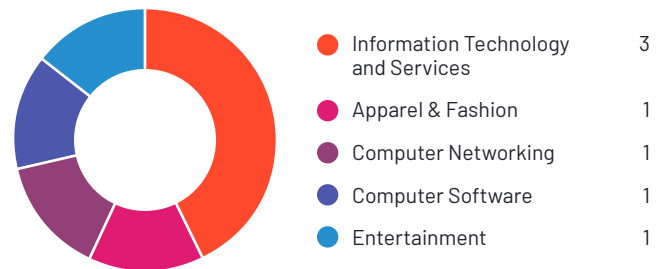 Information Technology 3
and Services
Apparel & Fashion 1
Computer Networking 1
Computer Software 1
Entertainment 1